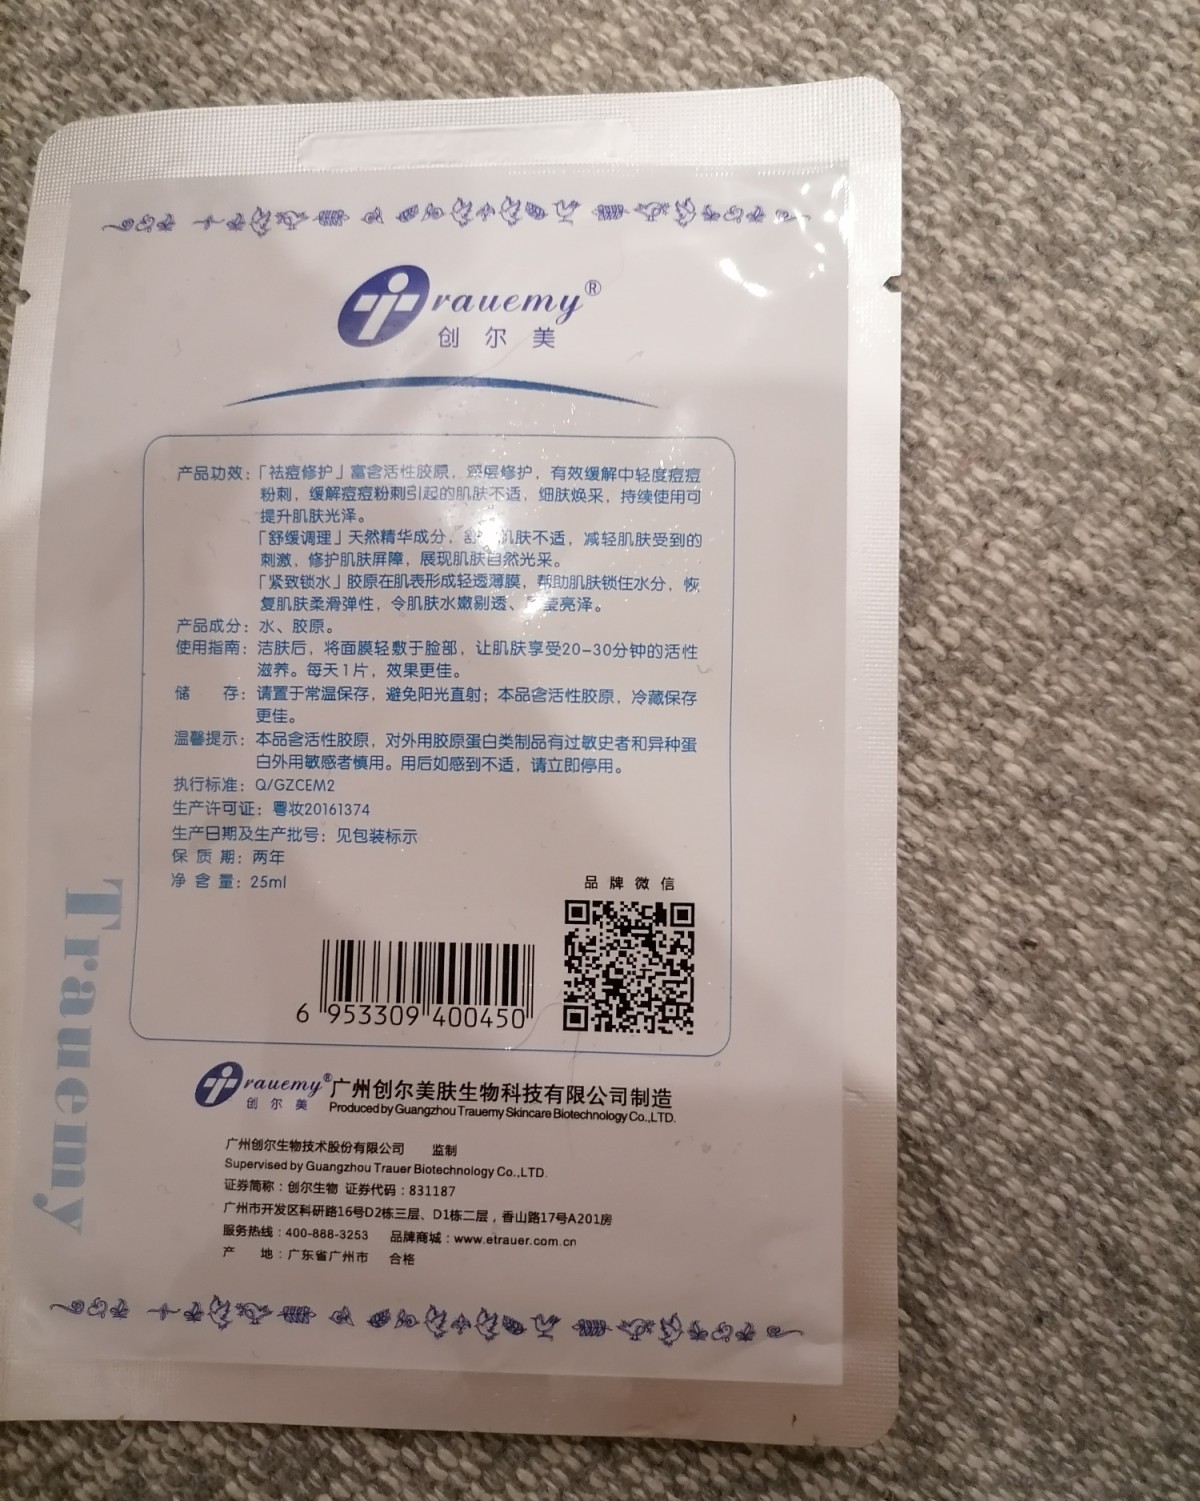 Trauemy®
创尔美
产品功效：「祛痘修护」富含活性胶原，深层修护，有效缓解中轻度痘痘
粉刺，缓解痘痘粉刺引起的肌肤不适，细肤焕采，持续使用可
提升肌肤光泽。
「舒缓调理」天然精华成分，舒 肌肤不适，减轻肌肤受到的
刺激，修护肌肤屏障，展现肌肤自然光采。
「紧致锁水」胶原在肌表形成轻透薄膜，帮助肌肤锁住水分，恢
复肌肤柔滑弹性，令肌肤水嫩剔透、 莹亮泽。
产品成分：水、胶原。
使用指南：洁肤后，将面膜轻敷于脸部，让肌肤享受20-30分钟的活性
滋养。每天1片，效果更佳。
储 存：请置于常温保存，避免阳光直射；本品含活性胶原，冷藏保存
更佳。
温馨提示：本品含活性胶原，对外用胶原蛋白类制品有过敏史者和异种蛋
白外用敏感者慎用。用后如感到不适，请立即停用。
执行标准：Q/GZCEM2
生产许可证：粤妆20161374
生产日期及生产批号：见包装标示
保 质 期：两年
净 含 量：25ml
品 牌 微 信
6 953309 400450
Trauemy
Trauemy®
创 尔 美
广州创尔美肤生物科技有限公司制造
Produced by Guangzhou Trauemy Skincare Biotechnology Co.,LTD.
广州创尔生物技术股份有限公司 监制
Supervised by Guangzhou Trauer Biotechnology Co.,LTD.
证券简称：创尔生物 证券代码：831187
广州市开发区科研路16号D2栋三层、D1栋二层，香山路17号A201房
服务热线：400-888-3253 品牌商城：www.etrauer.com.cn
产 地：广东省广州市 合格